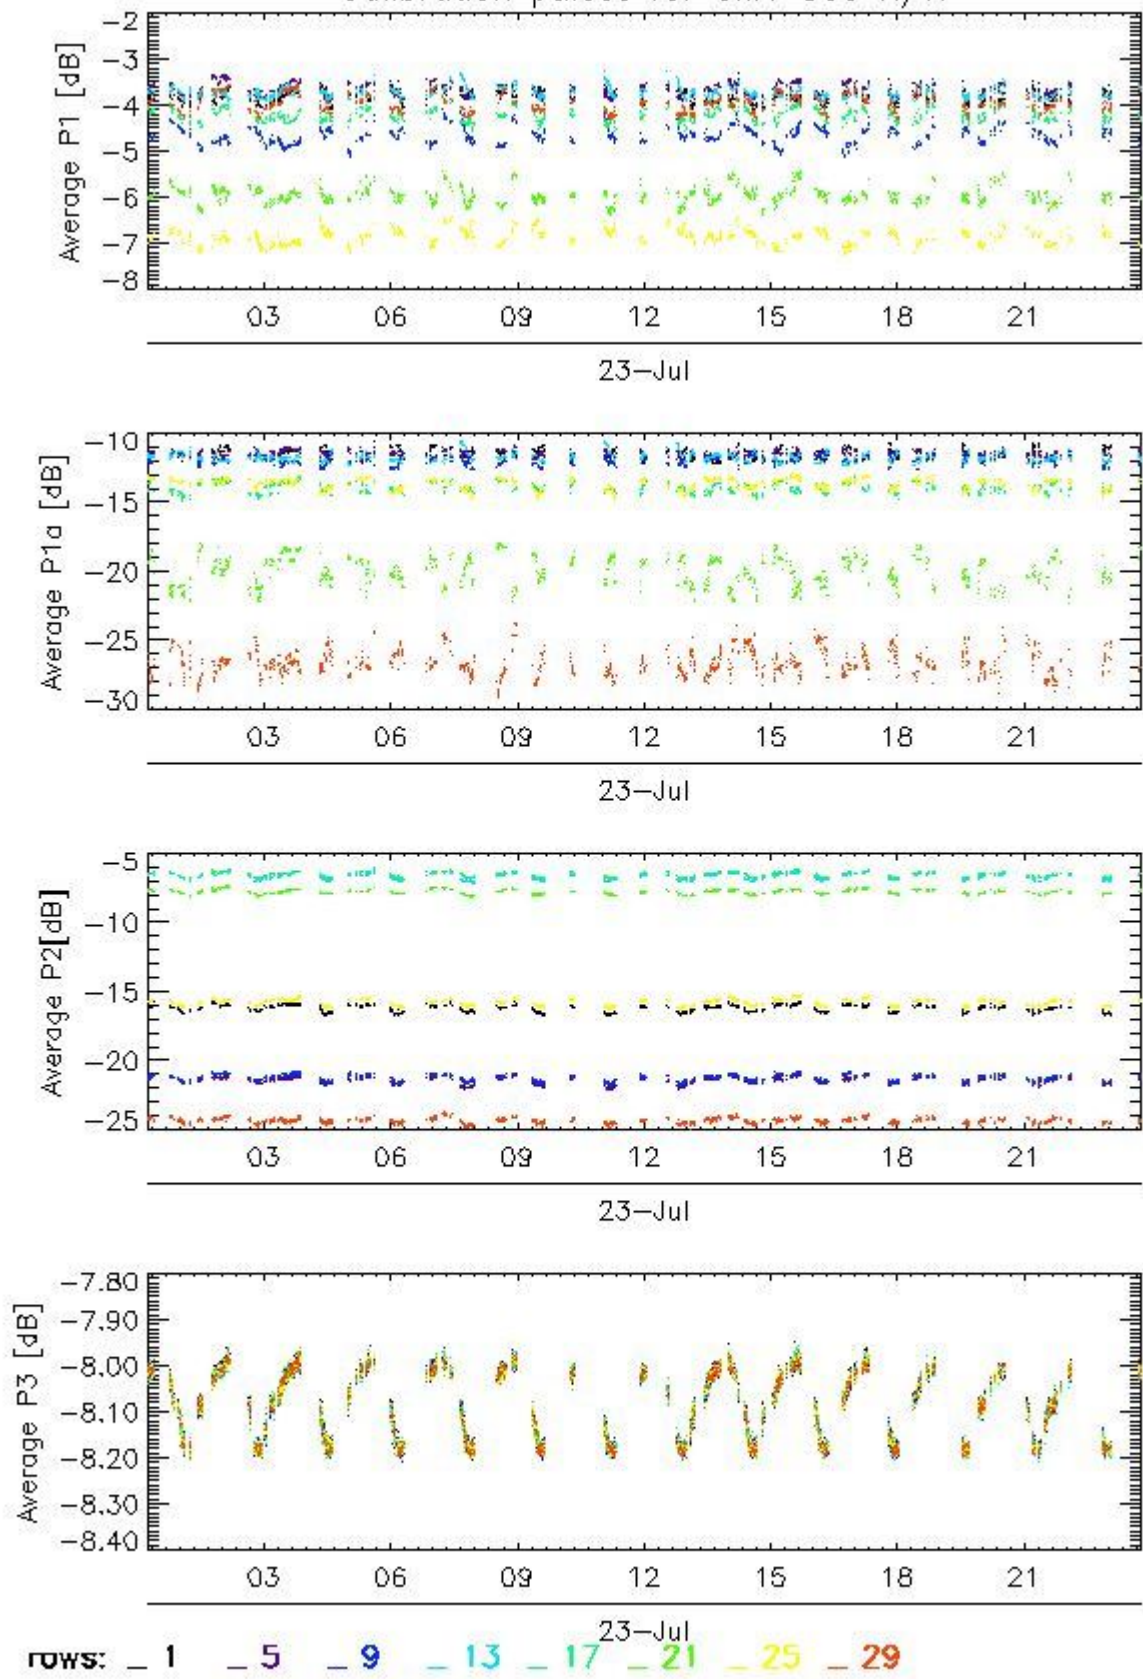 −2
−3
−4
−5
−6
−7
−8
Average P1 [dB]
03 06 09 12 15 18 21
23−Jul
−10
−15
−20
−25
−30
Average P1a [dB]
03 06 09 12 15 18 21
23−Jul
−5
−10
−15
−20
−25
Average P2[dB]
03 06 09 12 15 18 21
23−Jul
−7.80
−7.90
−8.00
−8.10
−8.20
−8.30
−8.40
Average P3 [dB]
03 06 09 12 15 18 21
23−Jul
rows: _ 1 _ 5 _ 9 _ 13 _ 17 _ 21 _ 25 _ 29